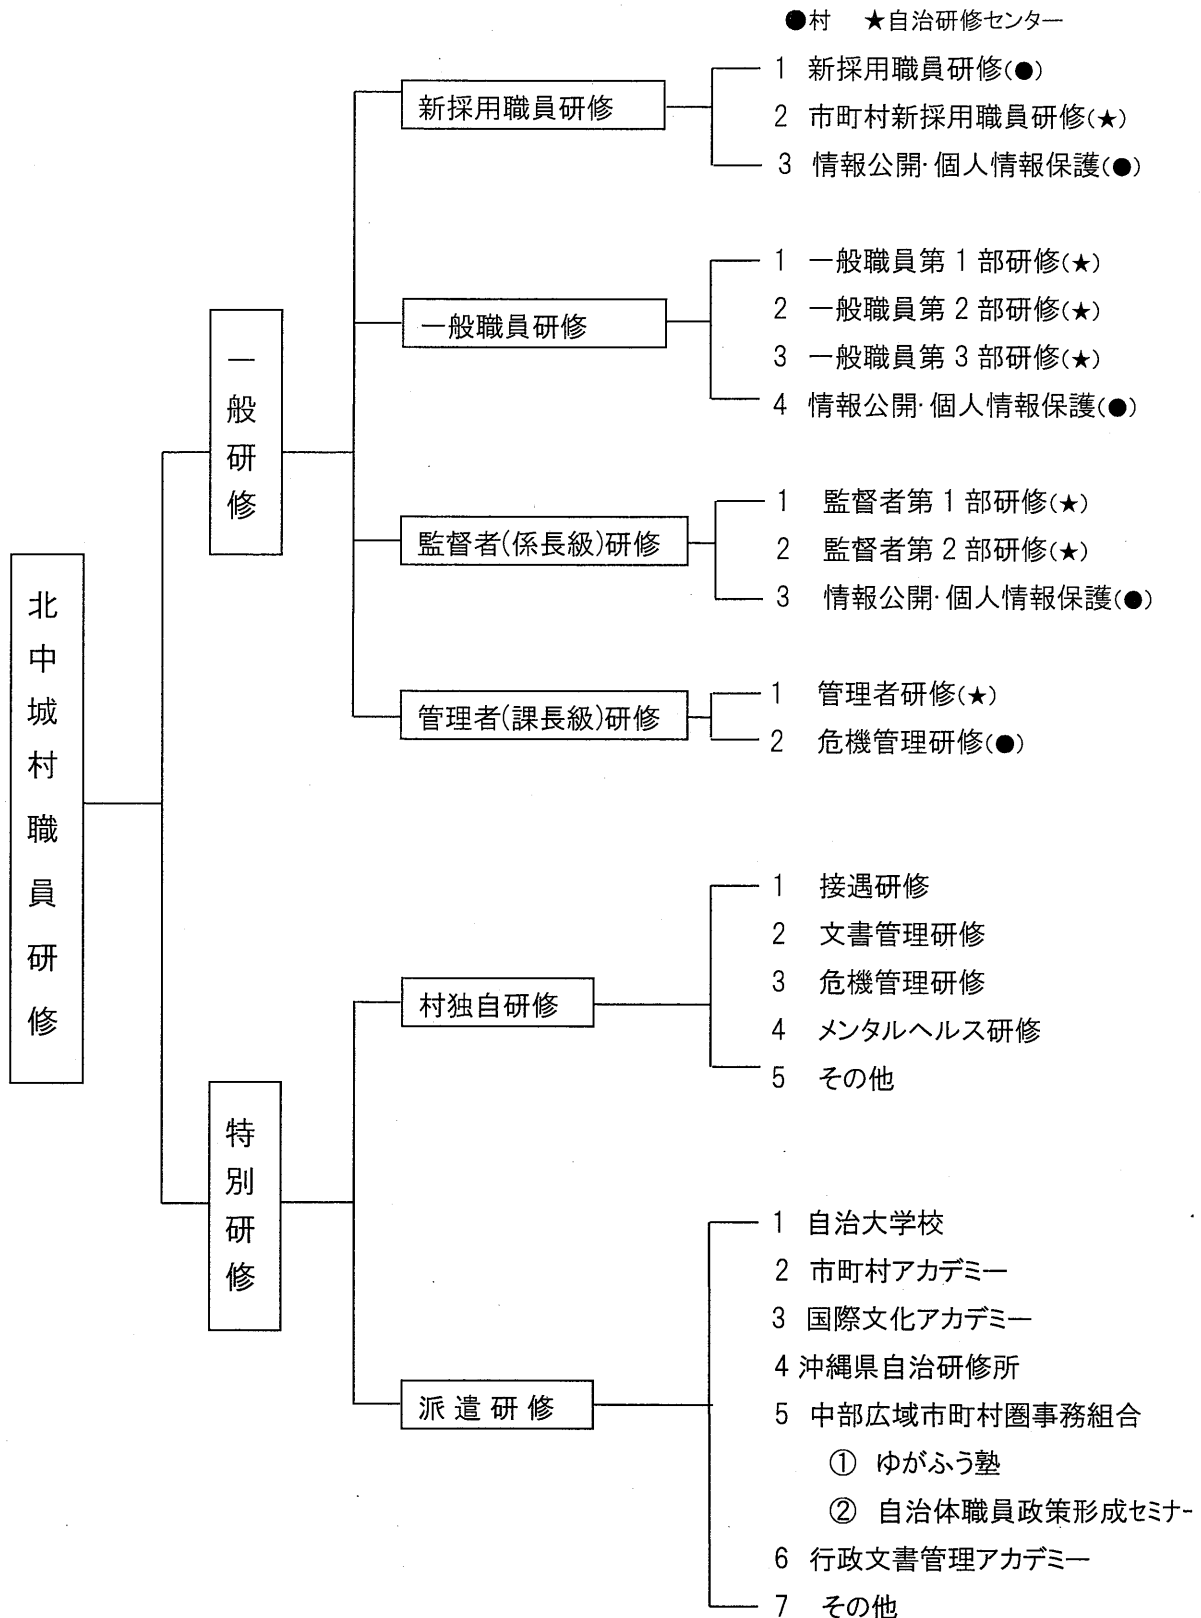 ●村　★自治研修センター
北中城村職員研修
一般研修
新採用職員研修
1 新採用職員研修(●)
2 市町村新採用職員研修(★)
3 情報公開･個人情報保護(●)
一般職員研修
1 一般職員第1部研修(★)
2 一般職員第2部研修(★)
3 一般職員第3部研修(★)
4 情報公開･個人情報保護(●)
監督者(係長級)研修
1 監督者第1部研修(★)
2 監督者第2部研修(★)
3 情報公開･個人情報保護(●)
管理者(課長級)研修
1 管理者研修(★)
2 危機管理研修(●)
特別研修
村独自研修
1 接遇研修
2 文書管理研修
3 危機管理研修
4 メンタルヘルス研修
5 その他
派遣研修
1 自治大学校
2 市町村アカデミー
3 国際文化アカデミー
4 沖縄県自治研修所
5 中部広域市町村圏事務組合
① ゆがふう塾
② 自治体職員政策形成セミナー
6 行政文書管理アカデミー
7 その他